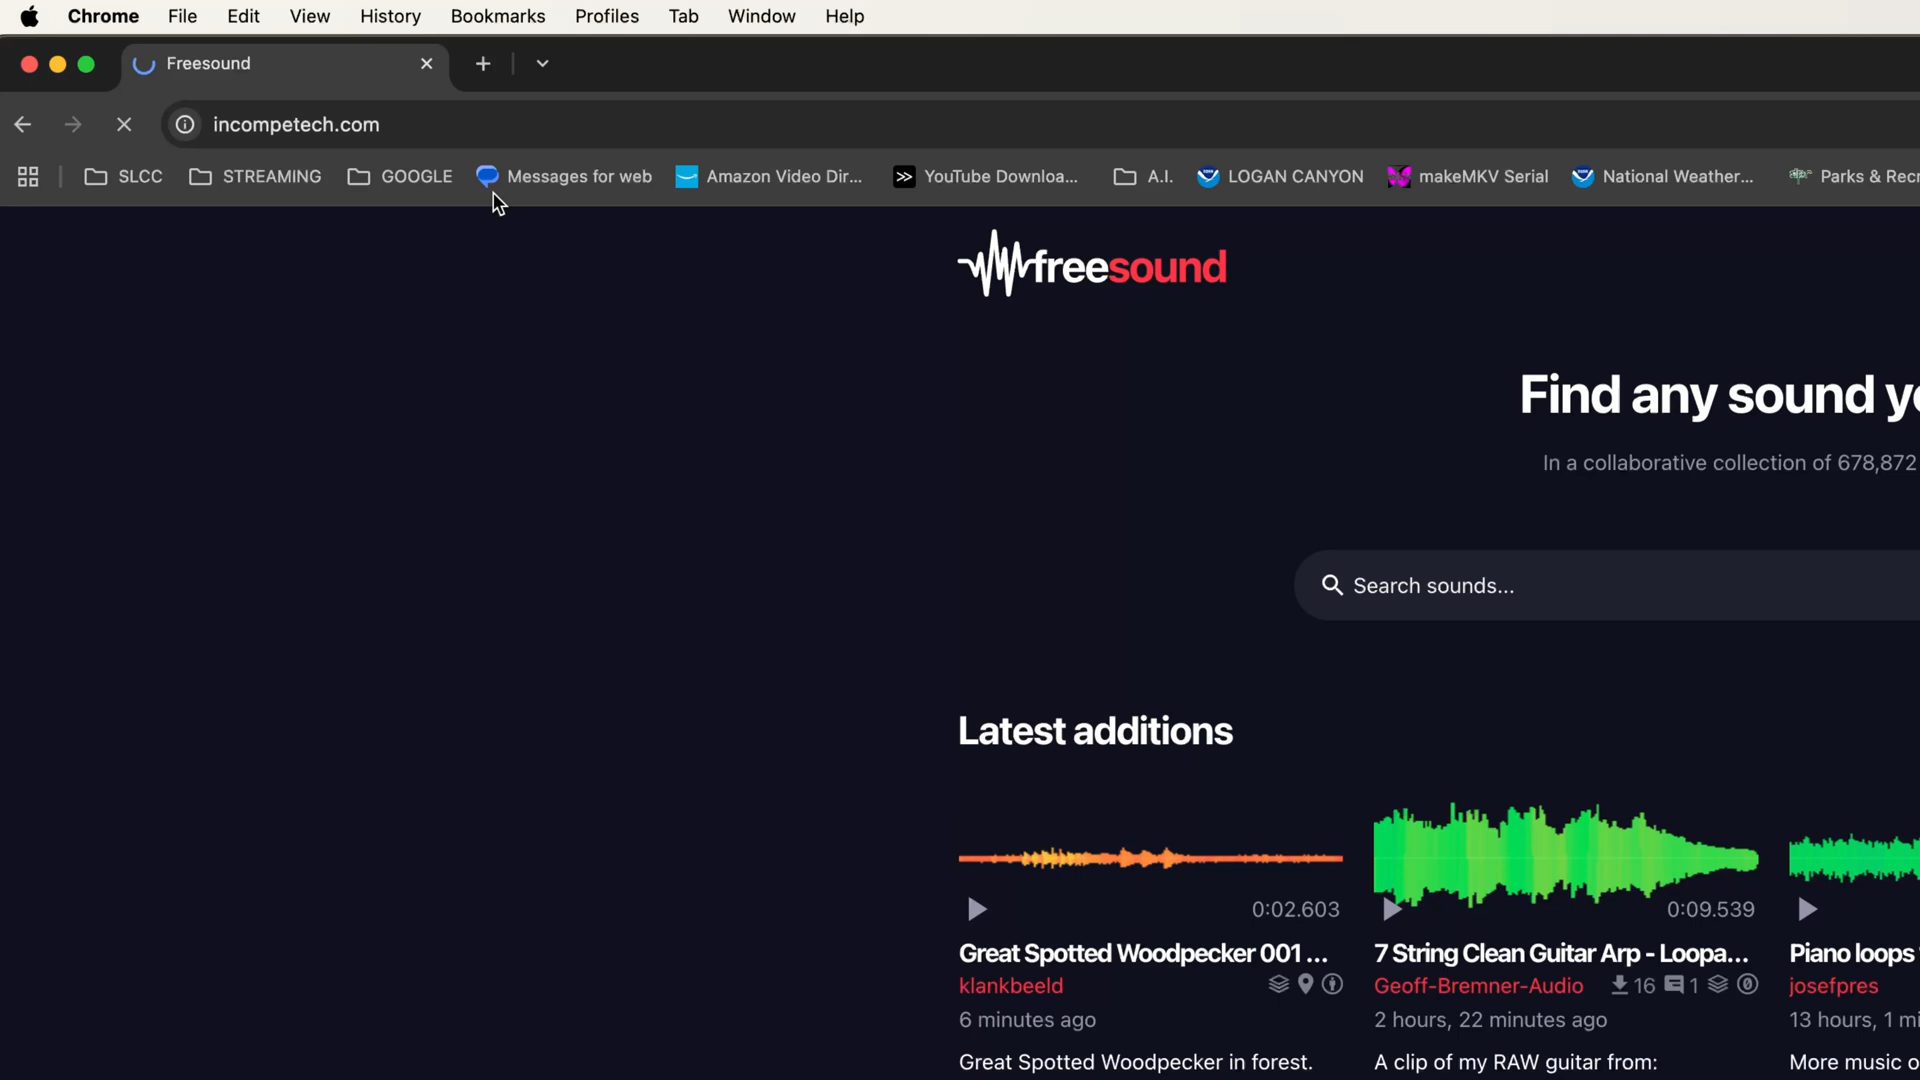 Chrome File Edit View History Bookmarks Profiles Tab Window Help
Freesound
incompetech.com
SLCC STREAMING GOOGLE Messages for web Amazon Video Dir... YouTube Downloa... A.I. LOGAN CANYON makeMKV Serial National Weather... Parks & Recr
freesound
Find any sound yo
In a collaborative collection of 678,872
Search sounds...
Latest additions
0:02.603 0:09.539
Great Spotted Woodpecker 001 ... 7 String Clean Guitar Arp - Loopa... Piano loops
klankbeeld Geoff-Bremner-Audio 16 1 josefpres
6 minutes ago 2 hours, 22 minutes ago 13 hours, 1 mi
Great Spotted Woodpecker in forest. A clip of my RAW guitar from: More music o